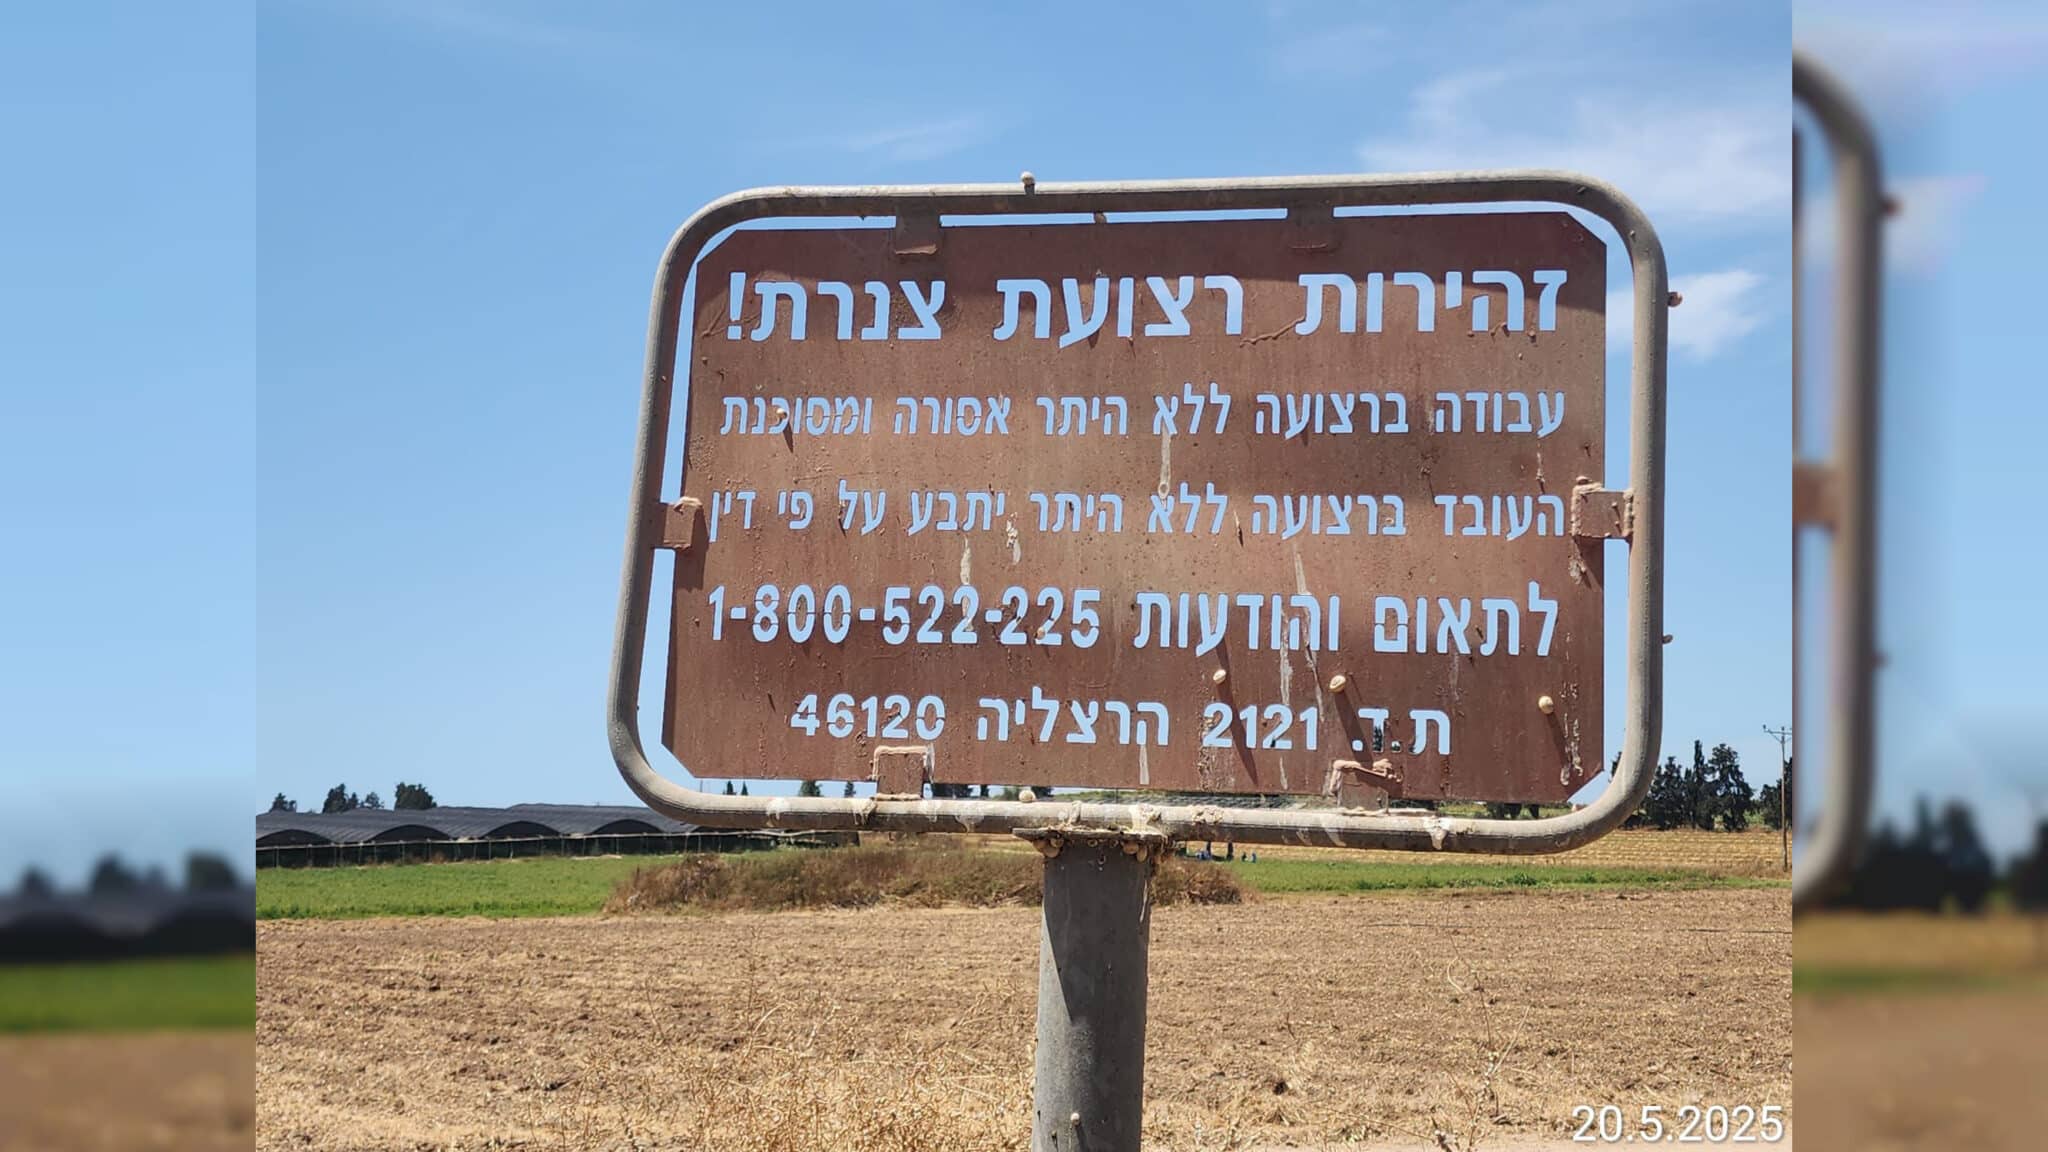 זהירות רצועת צנרת!
עבודה ברצועה ללא היתר אסורה ומסוכנת
העובד ברצועה ללא היתר יתבע על פי דין
לתאום והודעות 1-800-522-225
ת.ד. 2121 הרצליה 46120
20.5.2025